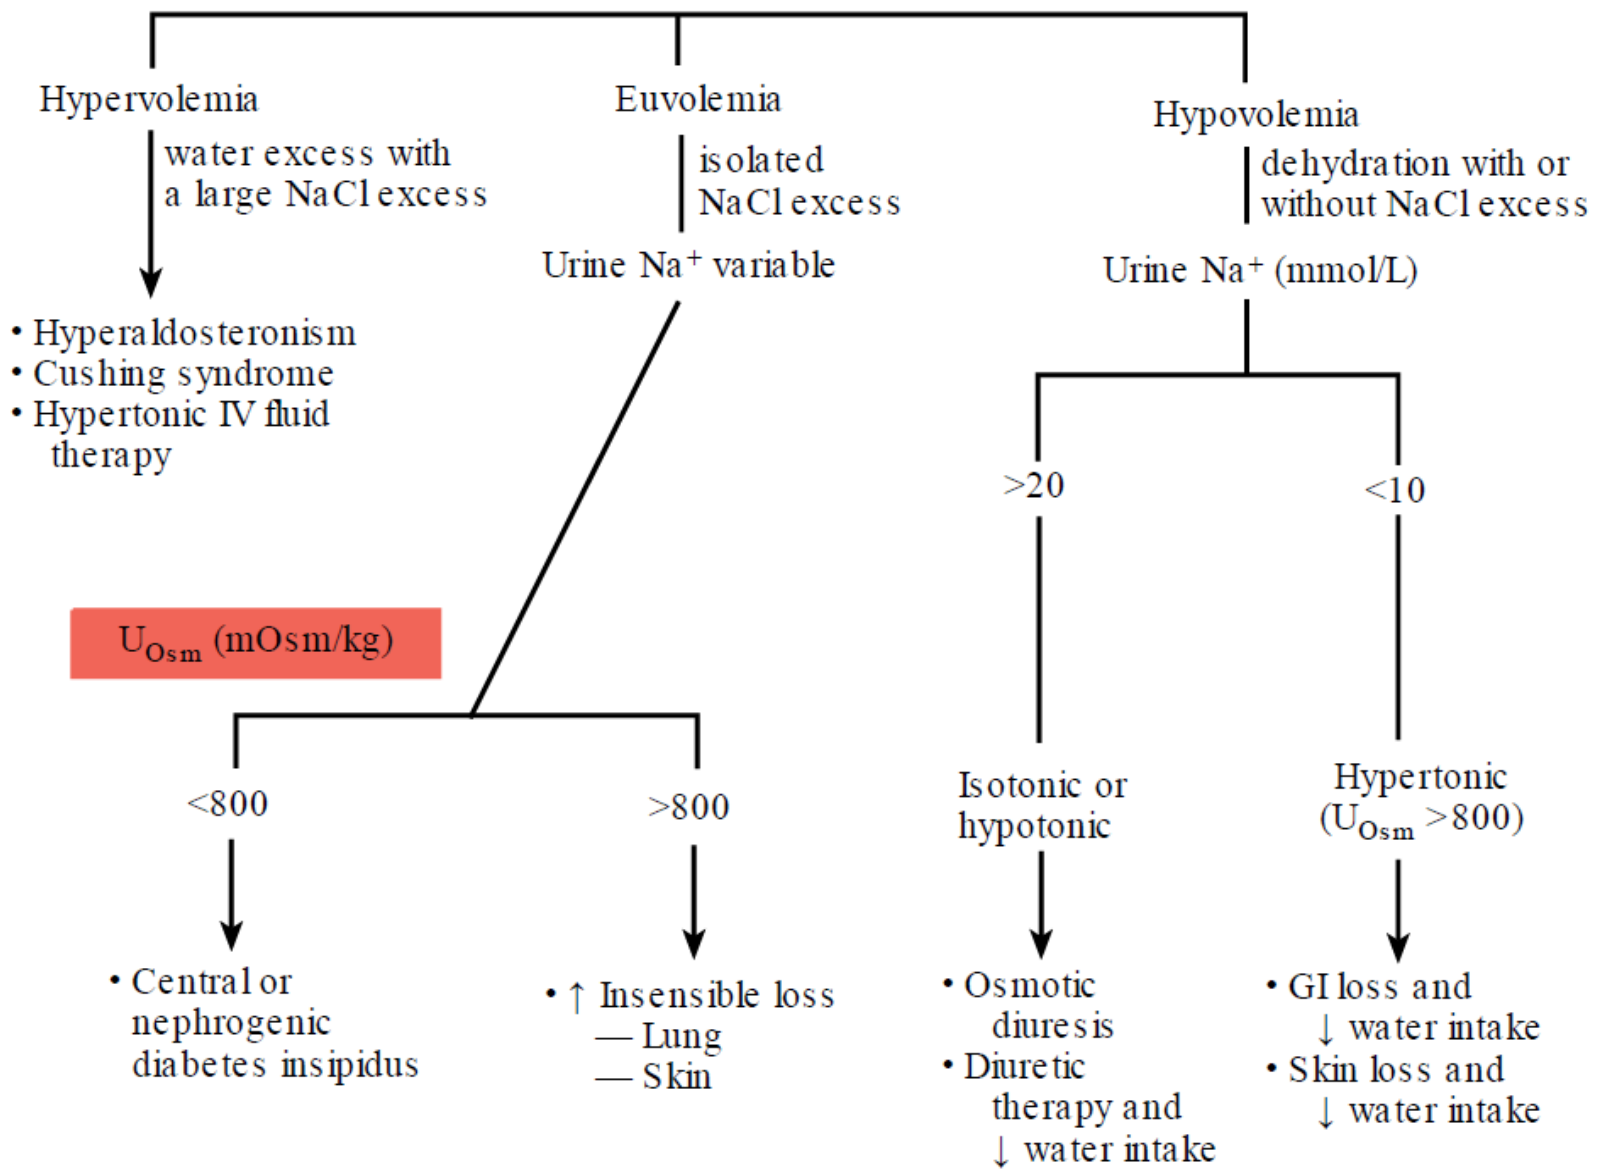 Hypervolemia
water excess with
a large NaCl excess
• Hyperaldosteronism
• Cushing syndrome
• Hypertonic IV fluid
therapy
Euvolemia
isolated
NaCl excess
Urine Na⁺ variable
U_Osm (mOsm/kg)
<800
• Central or
nephrogenic
diabetes insipidus
>800
• ↑ Insensible loss
— Lung
— Skin
Hypovolemia
dehydration with or
without NaCl excess
Urine Na⁺ (mmol/L)
>20
Isotonic or
hypotonic
• Osmotic
diuresis
• Diuretic
therapy and
↓ water intake
<10
Hypertonic
(U_Osm >800)
• GI loss and
↓ water intake
• Skin loss and
↓ water intake